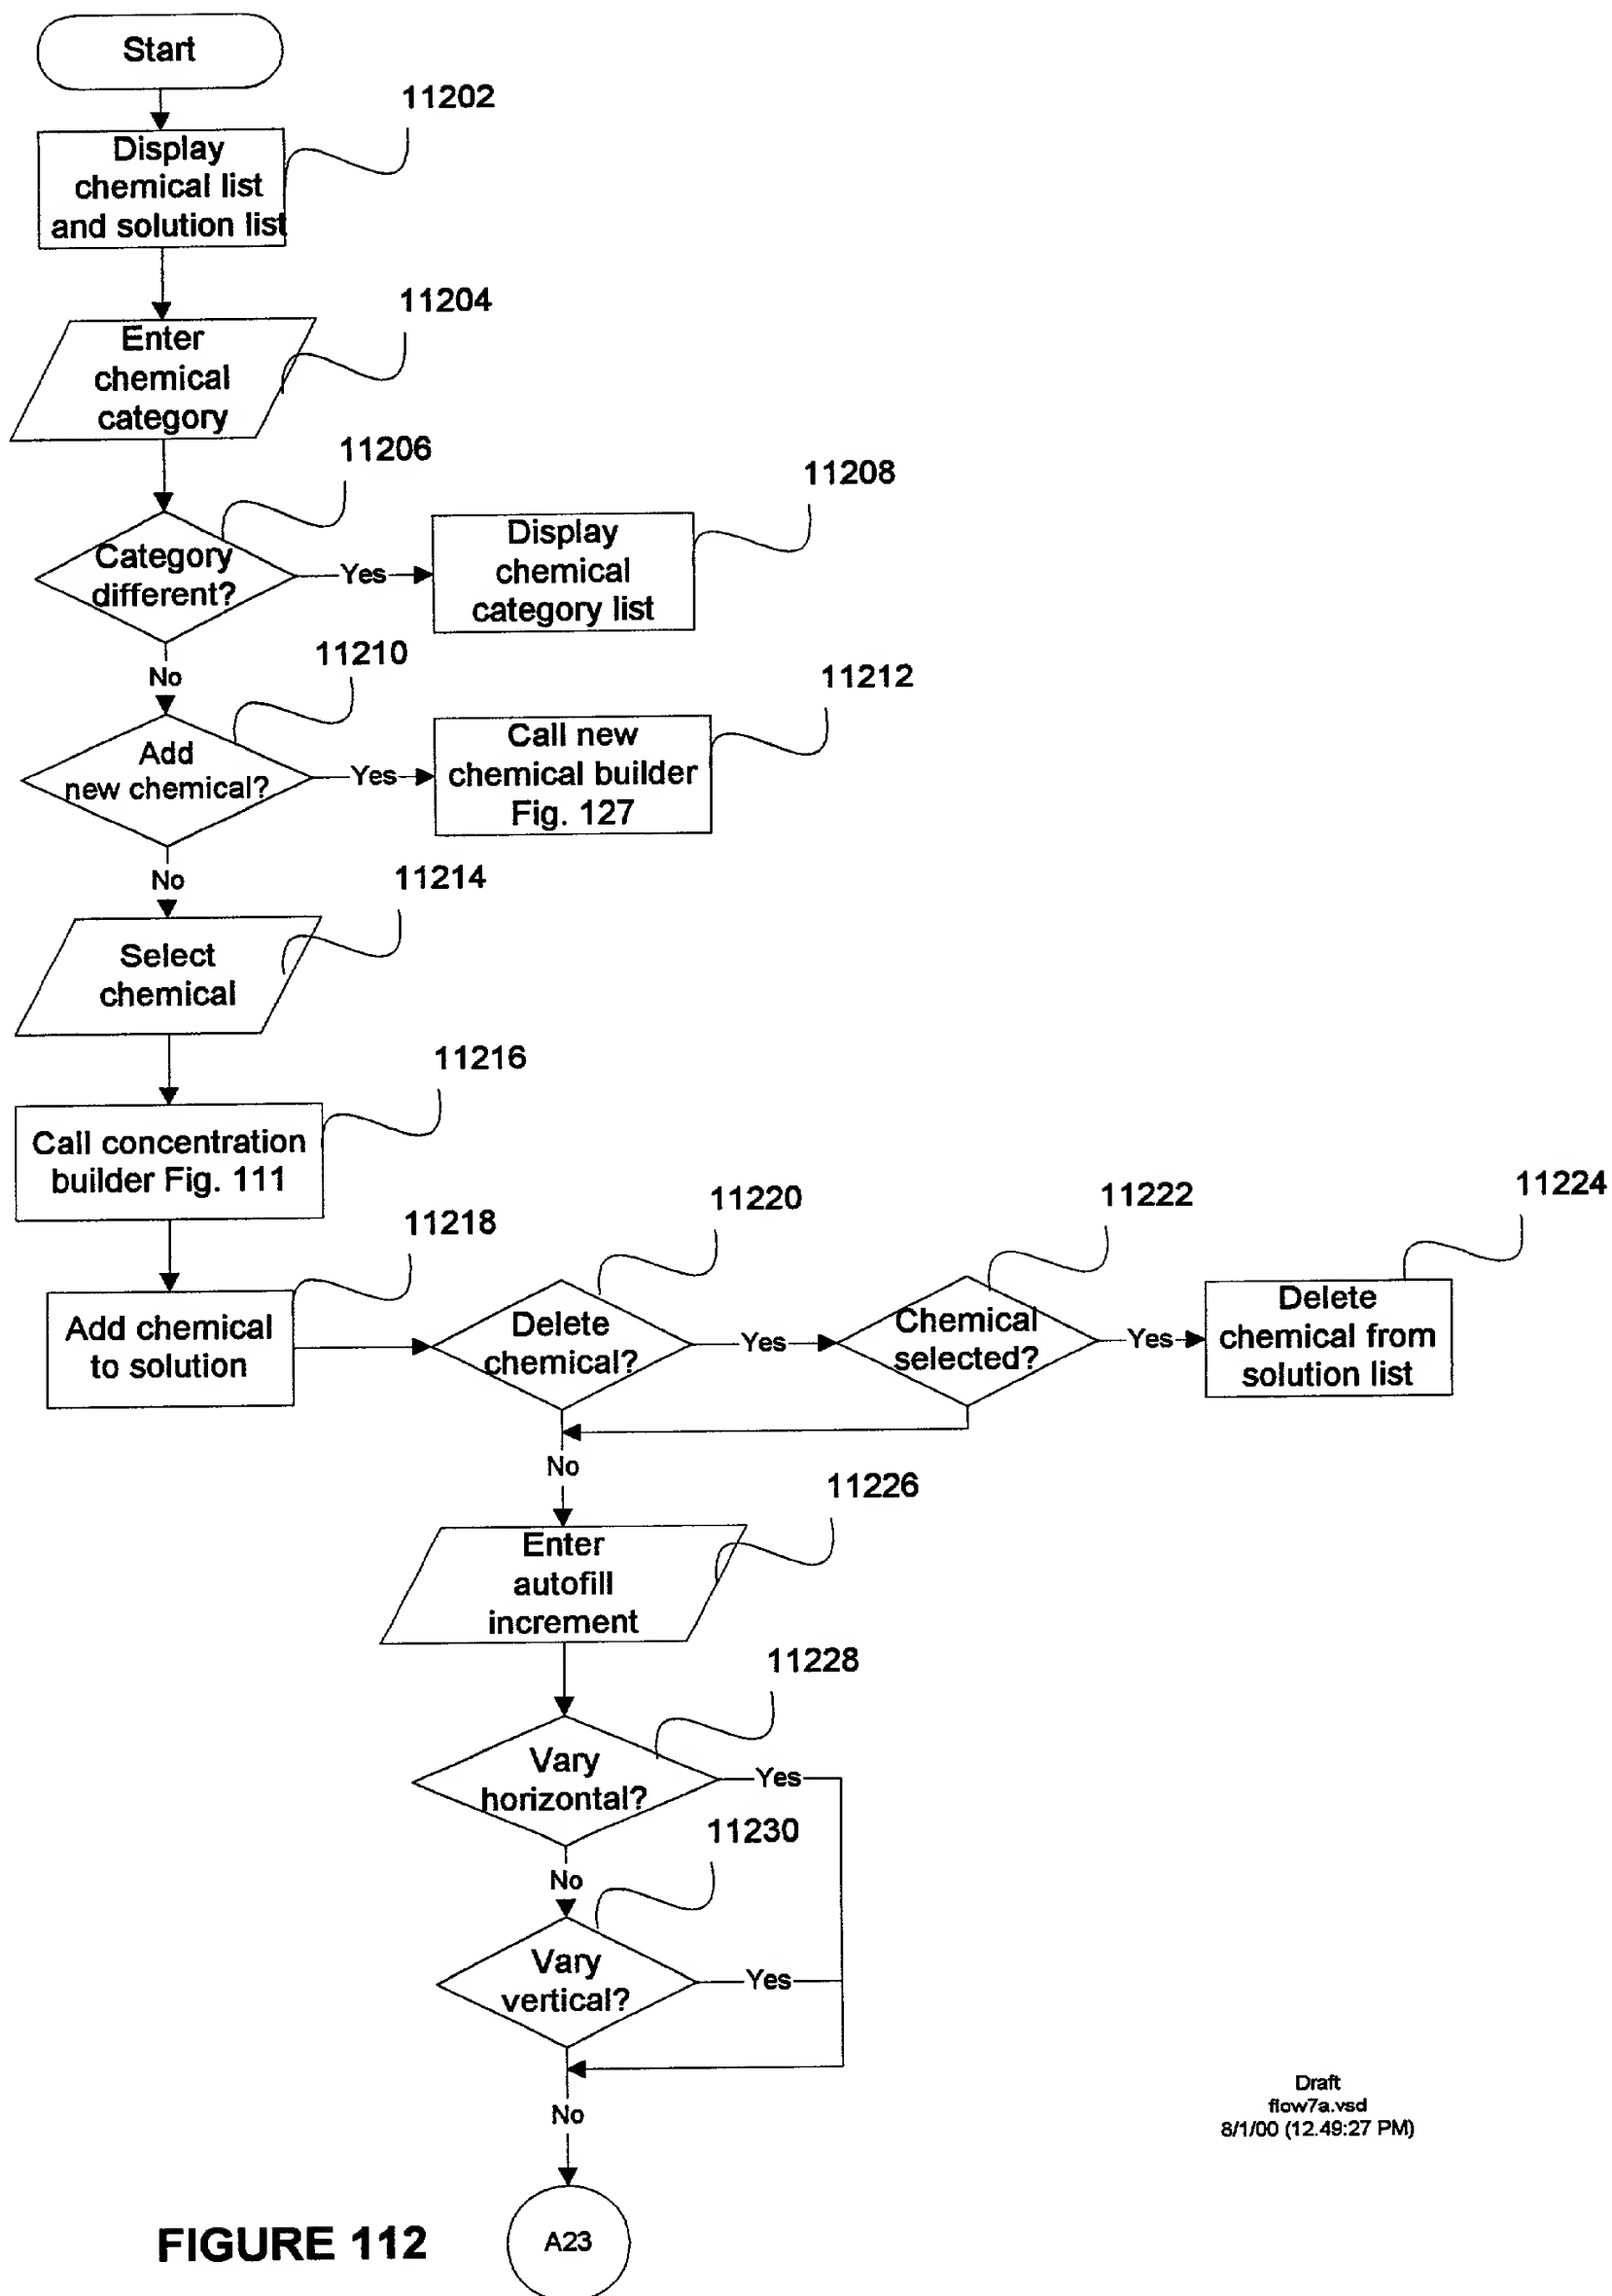 Start
11202
Display
chemical list
and solution list
11204
Enter
chemical
category
11206
Category
different?
Yes
11208
Display
chemical
category list
No
11210
Add
new chemical?
Yes
11212
Call new
chemical builder
Fig. 127
No
11214
Select
chemical
11216
Call concentration
builder Fig. 111
11218
Add chemical
to solution
11220
Delete
chemical?
Yes
11222
Chemical
selected?
Yes
11224
Delete
chemical from
solution list
No
11226
Enter
autofill
increment
11228
Vary
horizontal?
Yes
No
11230
Vary
vertical?
Yes
No
A23
Draft
flow7a.vsd
8/1/00 (12.49:27 PM)
FIGURE 112